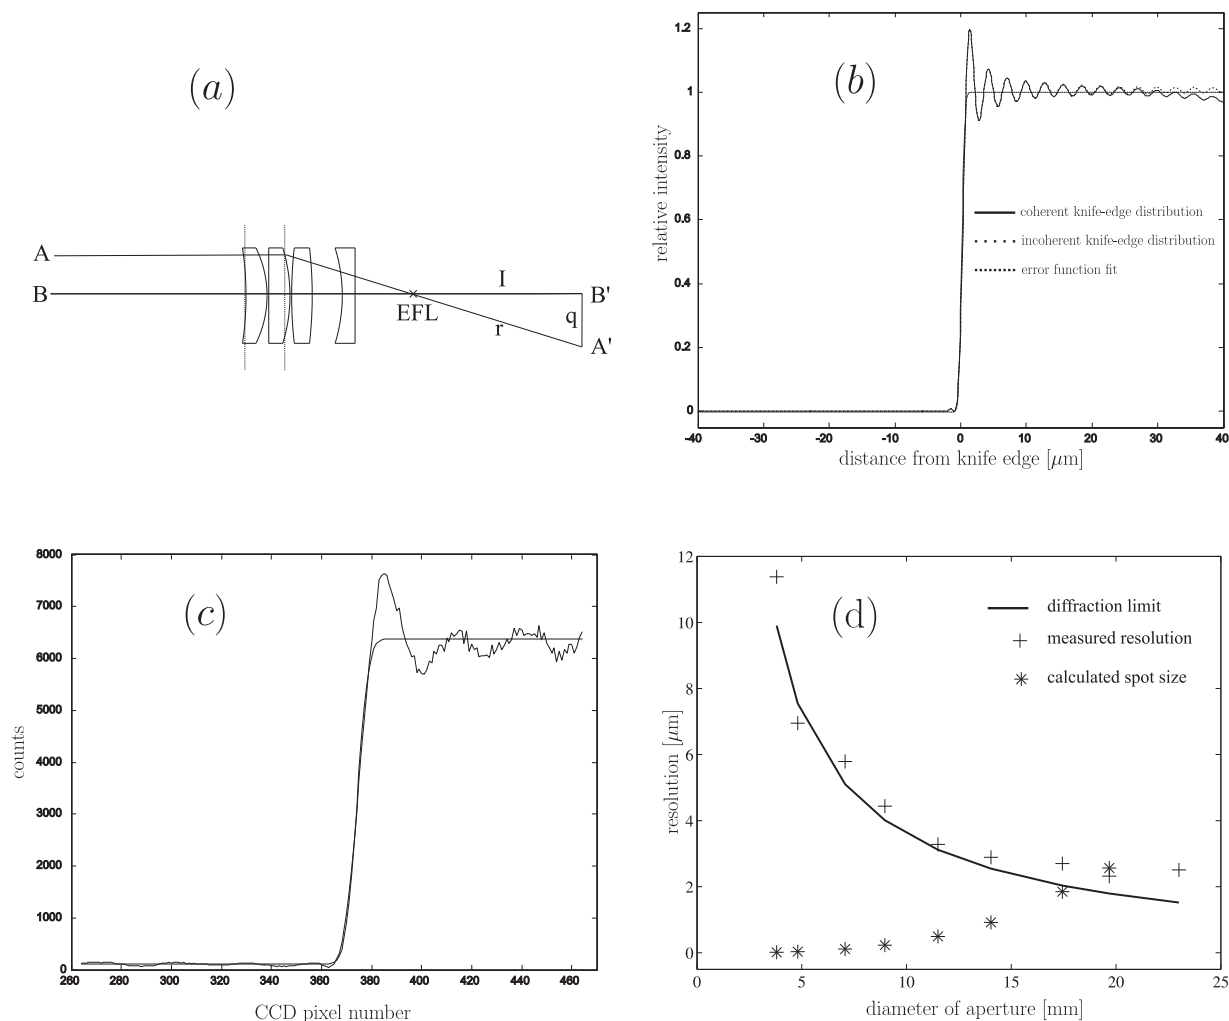 (a)
A
B
I
B'
EFL
q
r
A'
(b)
1.2
1
0.8
0.6
0.4
0.2
0
relative intensity
coherent knife-edge distribution
incoherent knife-edge distribution
error function fit
-40 -30 -20 -10 0 10 20 30 40
distance from knife edge [μm]
(c)
8000
7000
6000
5000
4000
3000
2000
1000
0
counts
260 280 300 320 340 360 380 400 420 440 460
CCD pixel number
(d)
12
10
8
6
4
2
0
resolution [μm]
diffraction limit
measured resolution
calculated spot size
0 5 10 15 20 25
diameter of aperture [mm]